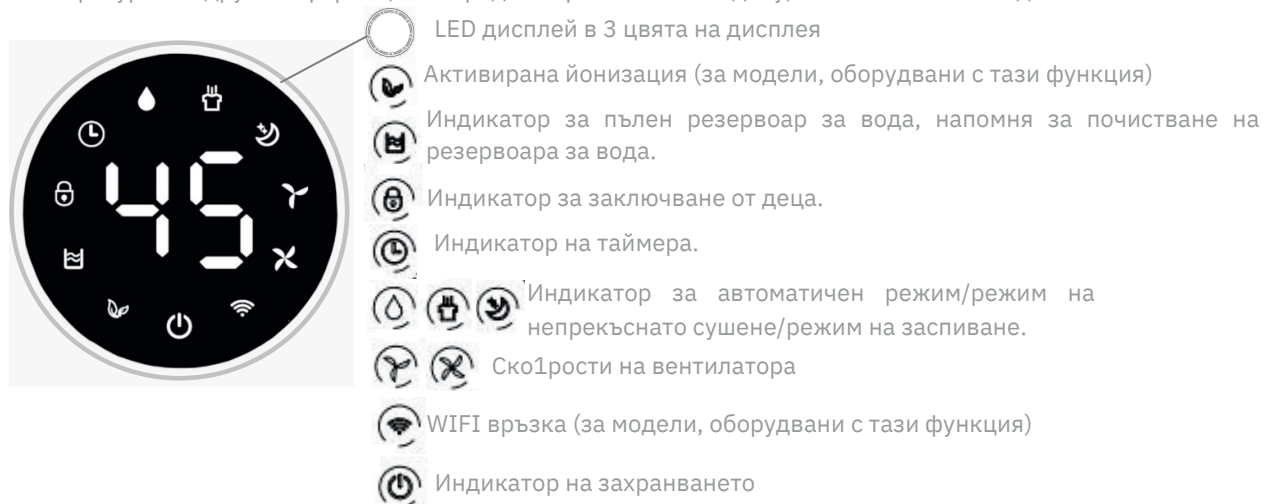 LED дисплей в 3 цвята на дисплея
Активирана йонизация (за модели, оборудвани с тази функция)
Индикатор за пълен резервоар за вода, напомня за почистване на
резервоара за вода.
Индикатор за заключване от деца.
45
Индикатор на таймера.
Индикатор за автоматичен режим/режим на
непрекъснато сушене/режим на заспиване.
Ско1рости на вентилатора
WIFI връзка (за модели, оборудвани с тази функция)
Индикатор на захранването